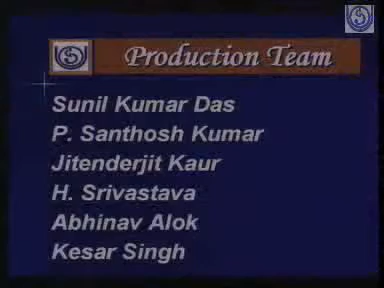 Production Team
Sunil Kumar Das
P. Santhosh Kumar
Jitenderjit Kaur
H. Srivastava
Abhinav Alok
Kesar Singh